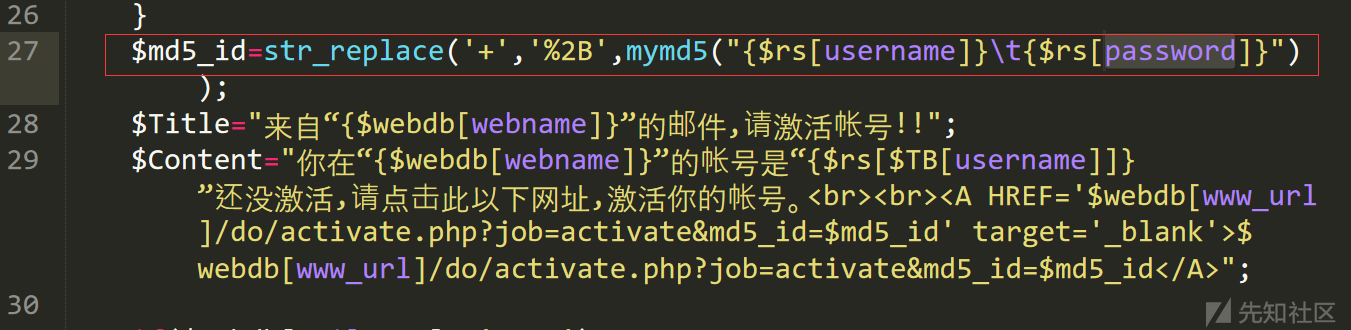 26 }
27 $md5_id=str_replace('+','%2B',mymd5("{$rs[username]}\t{$rs[password]}")
);
28 $Title="来自“{$webdb[webname]}”的邮件,请激活帐号!!";
29 $Content="你在“{$webdb[webname]}”的帐号是“{$rs[$TB[username]]}
”还没激活,请点击此以下网址,激活你的帐号。<br><br><A HREF='$webdb[www_url
]/do/activate.php?job=activate&md5_id=$md5_id' target='_blank'>$
webdb[www_url]/do/activate.php?job=activate&md5_id=$md5_id</A>";
30
先知社区